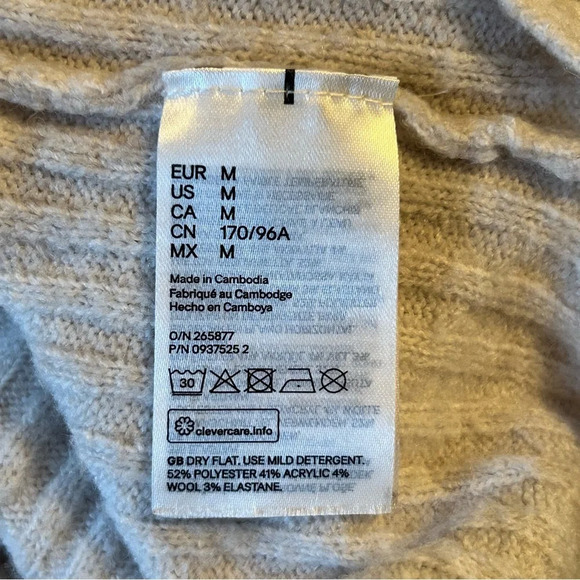 EUR M
US M
CA M
CN 170/96A
MX M
Made in Cambodia
Fabriqué au Cambodge
Hecho en Camboya
O/N 265877
P/N 0937525 2
30
clevercare.info
GB DRY FLAT. USE MILD DETERGENT.
52% POLYESTER 41% ACRYLIC 4%
WOOL 3% ELASTANE.